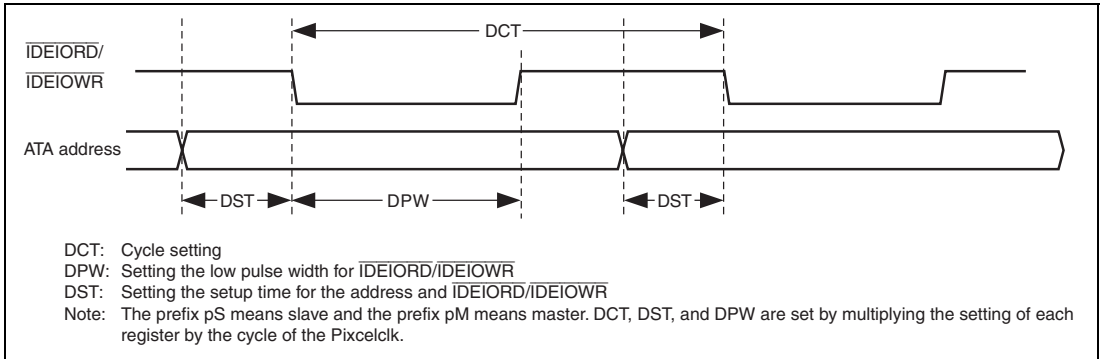 DCT
IDEIORD/
IDEIOWR
ATA address
DST DPW DST
DCT: Cycle setting
DPW: Setting the low pulse width for IDEIORD/IDEIOWR
DST: Setting the setup time for the address and IDEIORD/IDEIOWR
Note: The prefix pS means slave and the prefix pM means master. DCT, DST, and DPW are set by multiplying the setting of each
register by the cycle of the Pixcelclk.